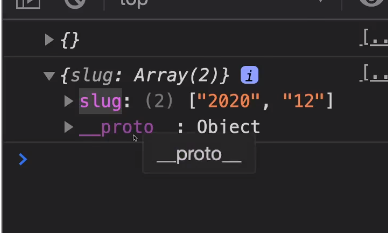 top
{}
[..
{slug: Array(2)} i
[..
slug: (2) ["2020", "12"]
__proto__: Object
__proto__